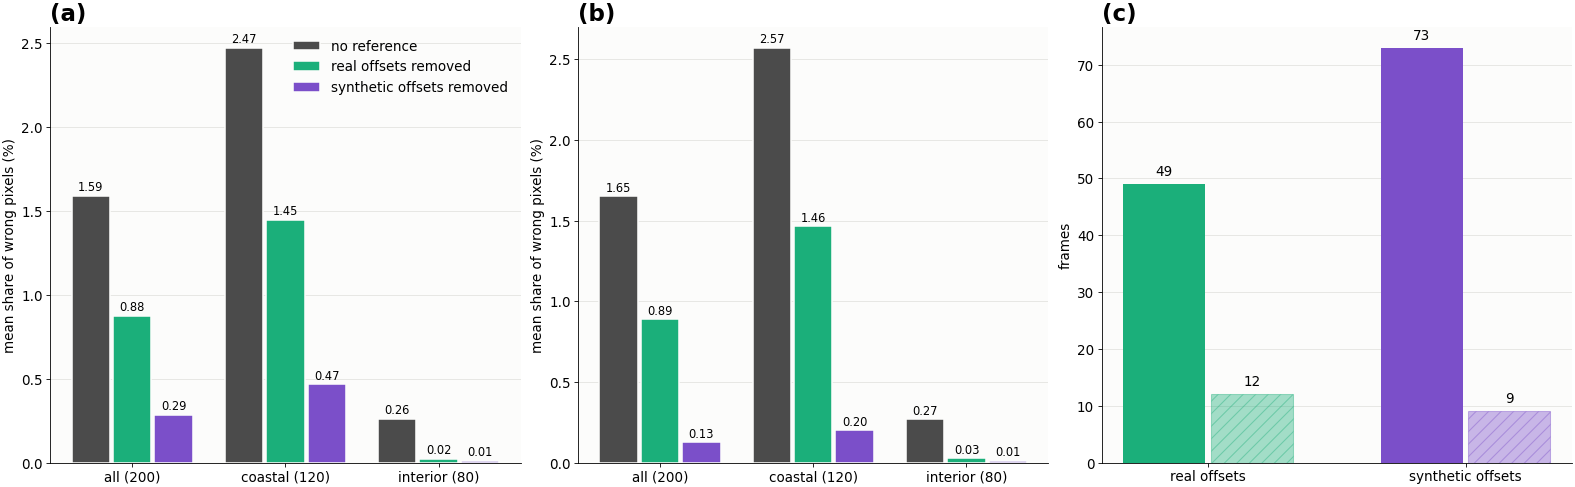 (a)
mean share of wrong pixels (%)
2.5
2.0
1.5
1.0
0.5
0.0
no reference
real offsets removed
synthetic offsets removed
1.59
0.88
0.29
2.47
1.45
0.47
0.26
0.02
0.01
all (200)
coastal (120)
interior (80)
(b)
mean share of wrong pixels (%)
2.5
2.0
1.5
1.0
0.5
0.0
1.65
0.89
0.13
2.57
1.46
0.20
0.27
0.03
0.01
all (200)
coastal (120)
interior (80)
(c)
frames
70
60
50
40
30
20
10
0
49
12
73
9
real offsets
synthetic offsets